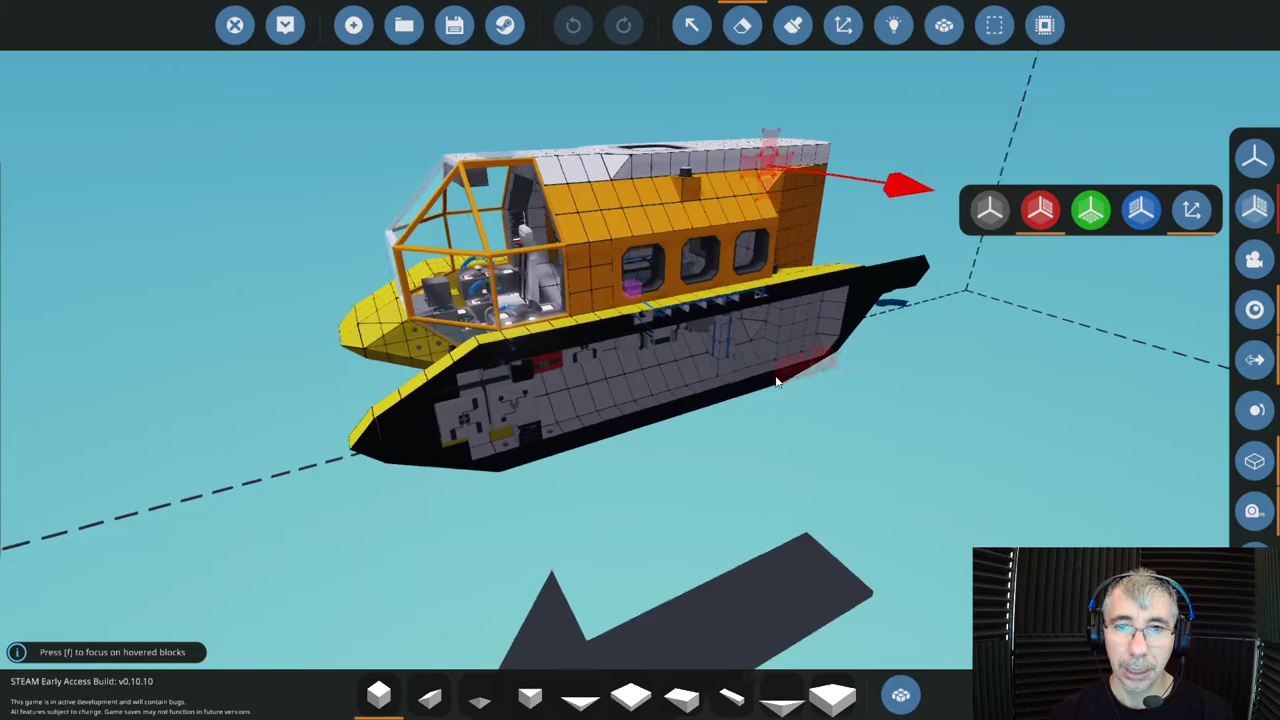 Press [f] to focus on hovered blocks
STEAM Early Access Build: v0.10.10
This game is in active development and will contain bugs.
All features subject to change. Game saves may not function in future versions.